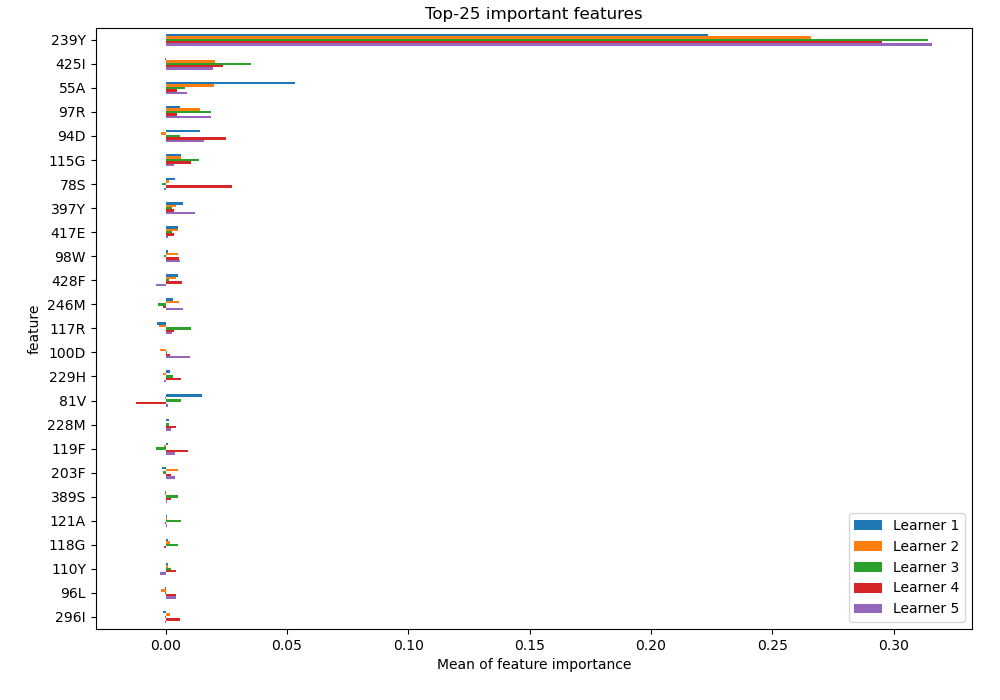 Top-25 important features
239Y
425I
55A
97R
94D
115G
78S
397Y
417E
98W
428F
246M
117R
100D
229H
81V
228M
119F
203F
389S
121A
118G
110Y
96L
296I
feature
Learner 1
Learner 2
Learner 3
Learner 4
Learner 5
0.00 0.05 0.10 0.15 0.20 0.25 0.30
Mean of feature importance